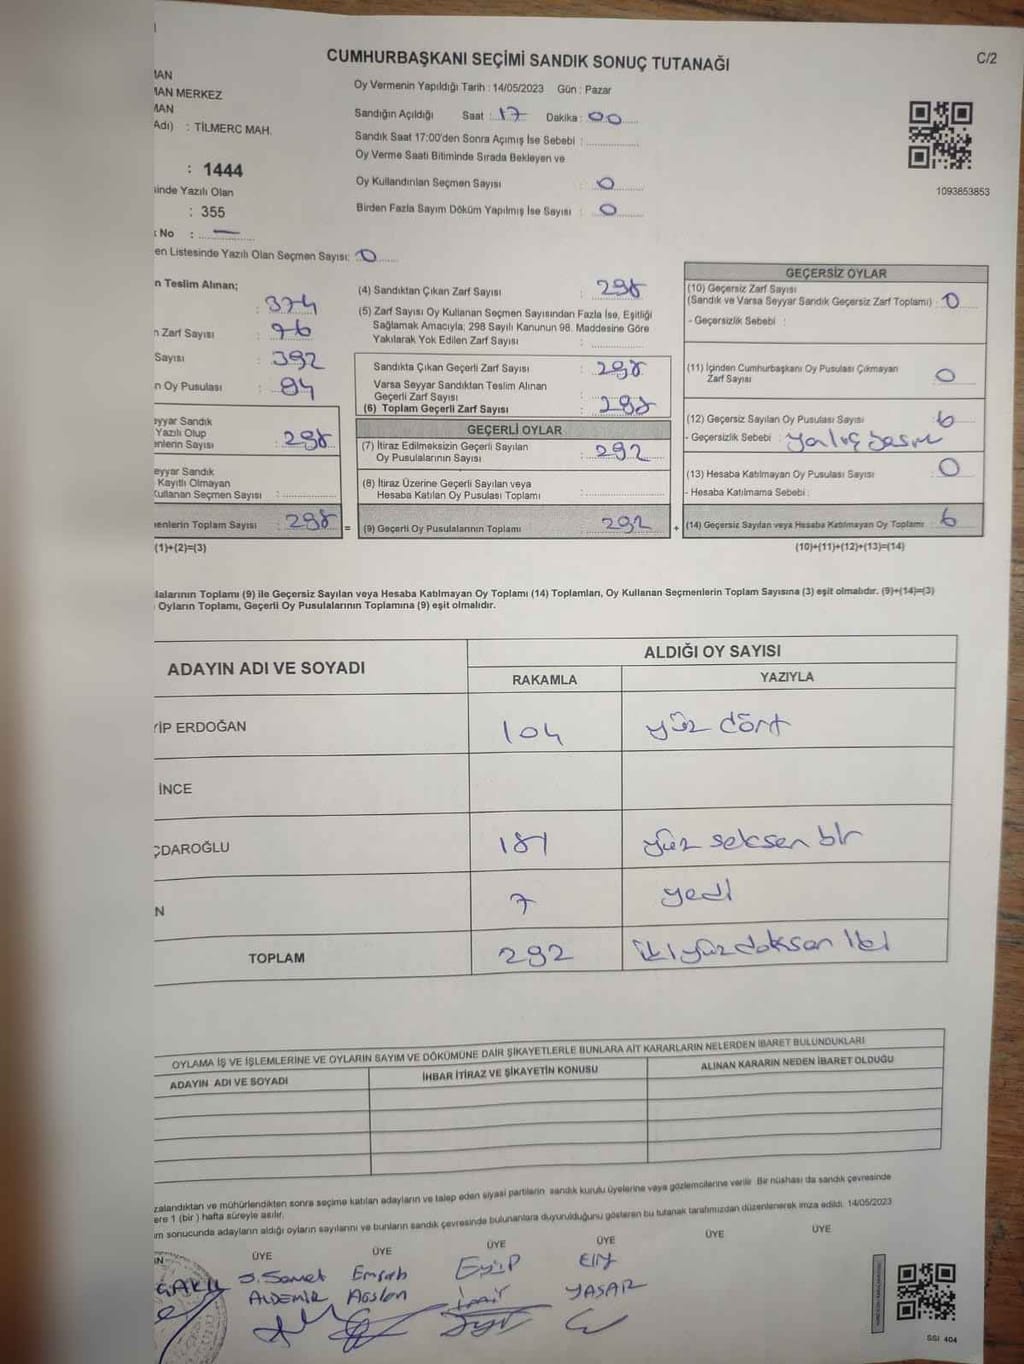 CUMHURBAŞKANI SEÇİMİ SANDIK SONUÇ TUTANAĞI
C/2
MAN
MAN MERKEZ
MAN
Adı) : TİLMERC MAH.
: 1444
inde Yazılı Olan
: 355
k No : —
en Listesinde Yazılı Olan Seçmen Sayısı: 0
Oy Vermenin Yapıldığı Tarih : 14/05/2023 Gün : Pazar
Sandığın Açıldığı Saat : 17 Dakika : 00
Sandık Saat 17:00'den Sonra Açılmış İse Sebebi :
Oy Verme Saati Bitiminde Sırada Bekleyen ve
Oy Kullandırılan Seçmen Sayısı : 0
Birden Fazla Sayım Döküm Yapılmış İse Sayısı : 0
1093853853
n Teslim Alınan;
: 374
n Zarf Sayısı : 76
Sayısı : 392
n Oy Pusulası : 94
eyyar Sandık
Yazılı Olup
enlerin Sayısı : 298
eyyar Sandık
Kayıtlı Olmayan
Kullanan Seçmen Sayısı :
menlerin Toplam Sayısı : 298 =
(1)+(2)=(3)
(4) Sandıktan Çıkan Zarf Sayısı : 298
(5) Zarf Sayısı Oy Kullanan Seçmen Sayısından Fazla İse, Eşitliği
Sağlamak Amacıyla; 298 Sayılı Kanunun 98. Maddesine Göre
Yakılarak Yok Edilen Zarf Sayısı :
Sandıkta Çıkan Geçerli Zarf Sayısı : 298
Varsa Seyyar Sandıktan Teslim Alınan
Geçerli Zarf Sayısı :
(6) Toplam Geçerli Zarf Sayısı : 298
GEÇERLİ OYLAR
(7) İtiraz Edilmeksizin Geçerli Sayılan
Oy Pusulalarının Sayısı : 292
(8) İtiraz Üzerine Geçerli Sayılan veya
Hesaba Katılan Oy Pusulası Toplamı :
(9) Geçerli Oy Pusulalarının Toplamı : 292 +
GEÇERSİZ OYLAR
(10) Geçersiz Zarf Sayısı
(Sandık ve Varsa Seyyar Sandık Geçersiz Zarf Toplamı) : 0
- Geçersizlik Sebebi :
(11) İçinden Cumhurbaşkanı Oy Pusulası Çıkmayan
Zarf Sayısı : 0
(12) Geçersiz Sayılan Oy Pusulası Sayısı : 6
- Geçersizlik Sebebi :
(13) Hesaba Katılmayan Oy Pusulası Sayısı : 0
- Hesaba Katılmama Sebebi :
(14) Geçersiz Sayılan veya Hesaba Katılmayan Oy Toplamı : 6
(10)+(11)+(12)+(13)=(14)
lalarının Toplamı (9) ile Geçersiz Sayılan veya Hesaba Katılmayan Oy Toplamı (14) Toplamları, Oy Kullanan Seçmenlerin Toplam Sayısına (3) eşit olmalıdır. (9)+(14)=(3)
Oyların Toplamı, Geçerli Oy Pusulalarının Toplamına (9) eşit olmalıdır.
ADAYIN ADI VE SOYADI
ALDIĞI OY SAYISI
RAKAMLA YAZIYLA
YİP ERDOĞAN 104 yüz dört
İNCE
ÇDAROĞLU 181 yüz seksen bir
N 7 yedi
TOPLAM 292 iki yüz doksan iki
OYLAMA İŞ VE İŞLEMLERİNE VE OYLARIN SAYIM VE DÖKÜMÜNE DAİR ŞİKAYETLERLE BUNLARA AİT KARARLARIN NELERDEN İBARET BULUNDUKLARI
ADAYIN ADI VE SOYADI İHBAR İTİRAZ VE ŞİKAYETİN KONUSU ALINAN KARARIN NEDEN İBARET OLDUĞU
zalandıktan ve mühürlendikten sonra seçime katılan adayların ve talep eden siyasi partilerin sandık kurulu üyelerine veya gözlemcilerine verilir. Bir nüshası da sandık çevresinde
ere 1 (bir) hafta süreyle asılır.
ım sonucunda adayların aldığı oyların sayılarını ve bunların sandık çevresinde bulunanlara duyurulduğunu gösteren bu tutanak tarafımızdan düzenlenerek imza edildi. 14/05/2023
ÜYE ÜYE ÜYE ÜYE ÜYE ÜYE
S. Samet Emrah Eyüp Elif
ALDEMİR Aslan YAŞAR
SSI 404